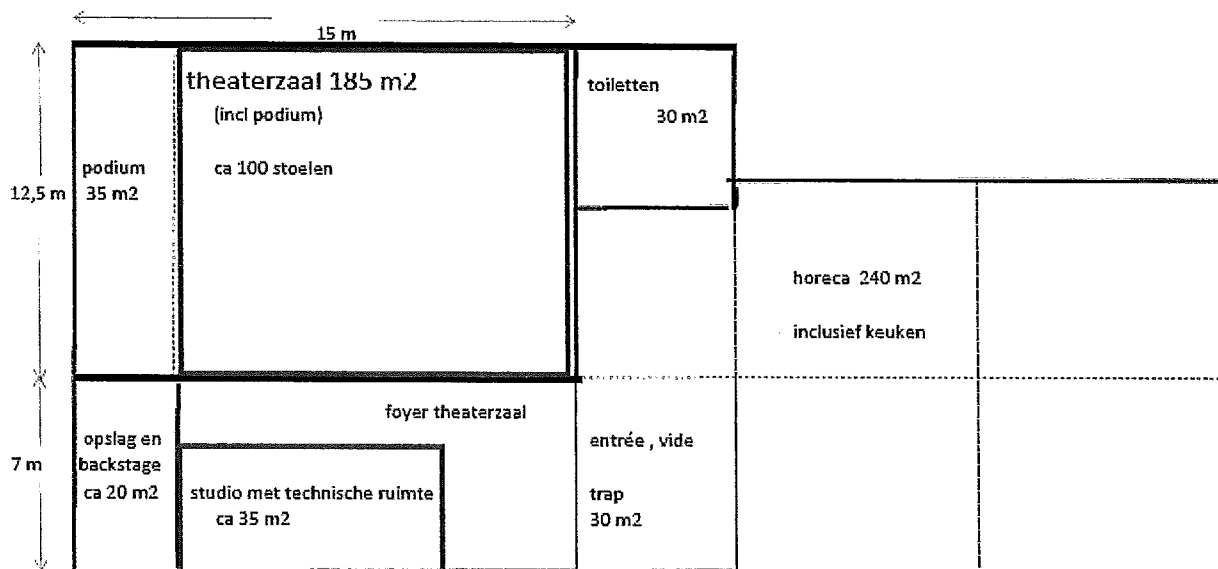 15 m
theaterzaal 185 m2
(incl podium)
ca 100 stoelen
podium
35 m2
12,5 m
toiletten
30 m2
horeca 240 m2
inclusief keuken
foyer theaterzaal
7 m
opslag en
backstage
ca 20 m2
studio met technische ruimte
ca 35 m2
entrée , vide
trap
30 m2